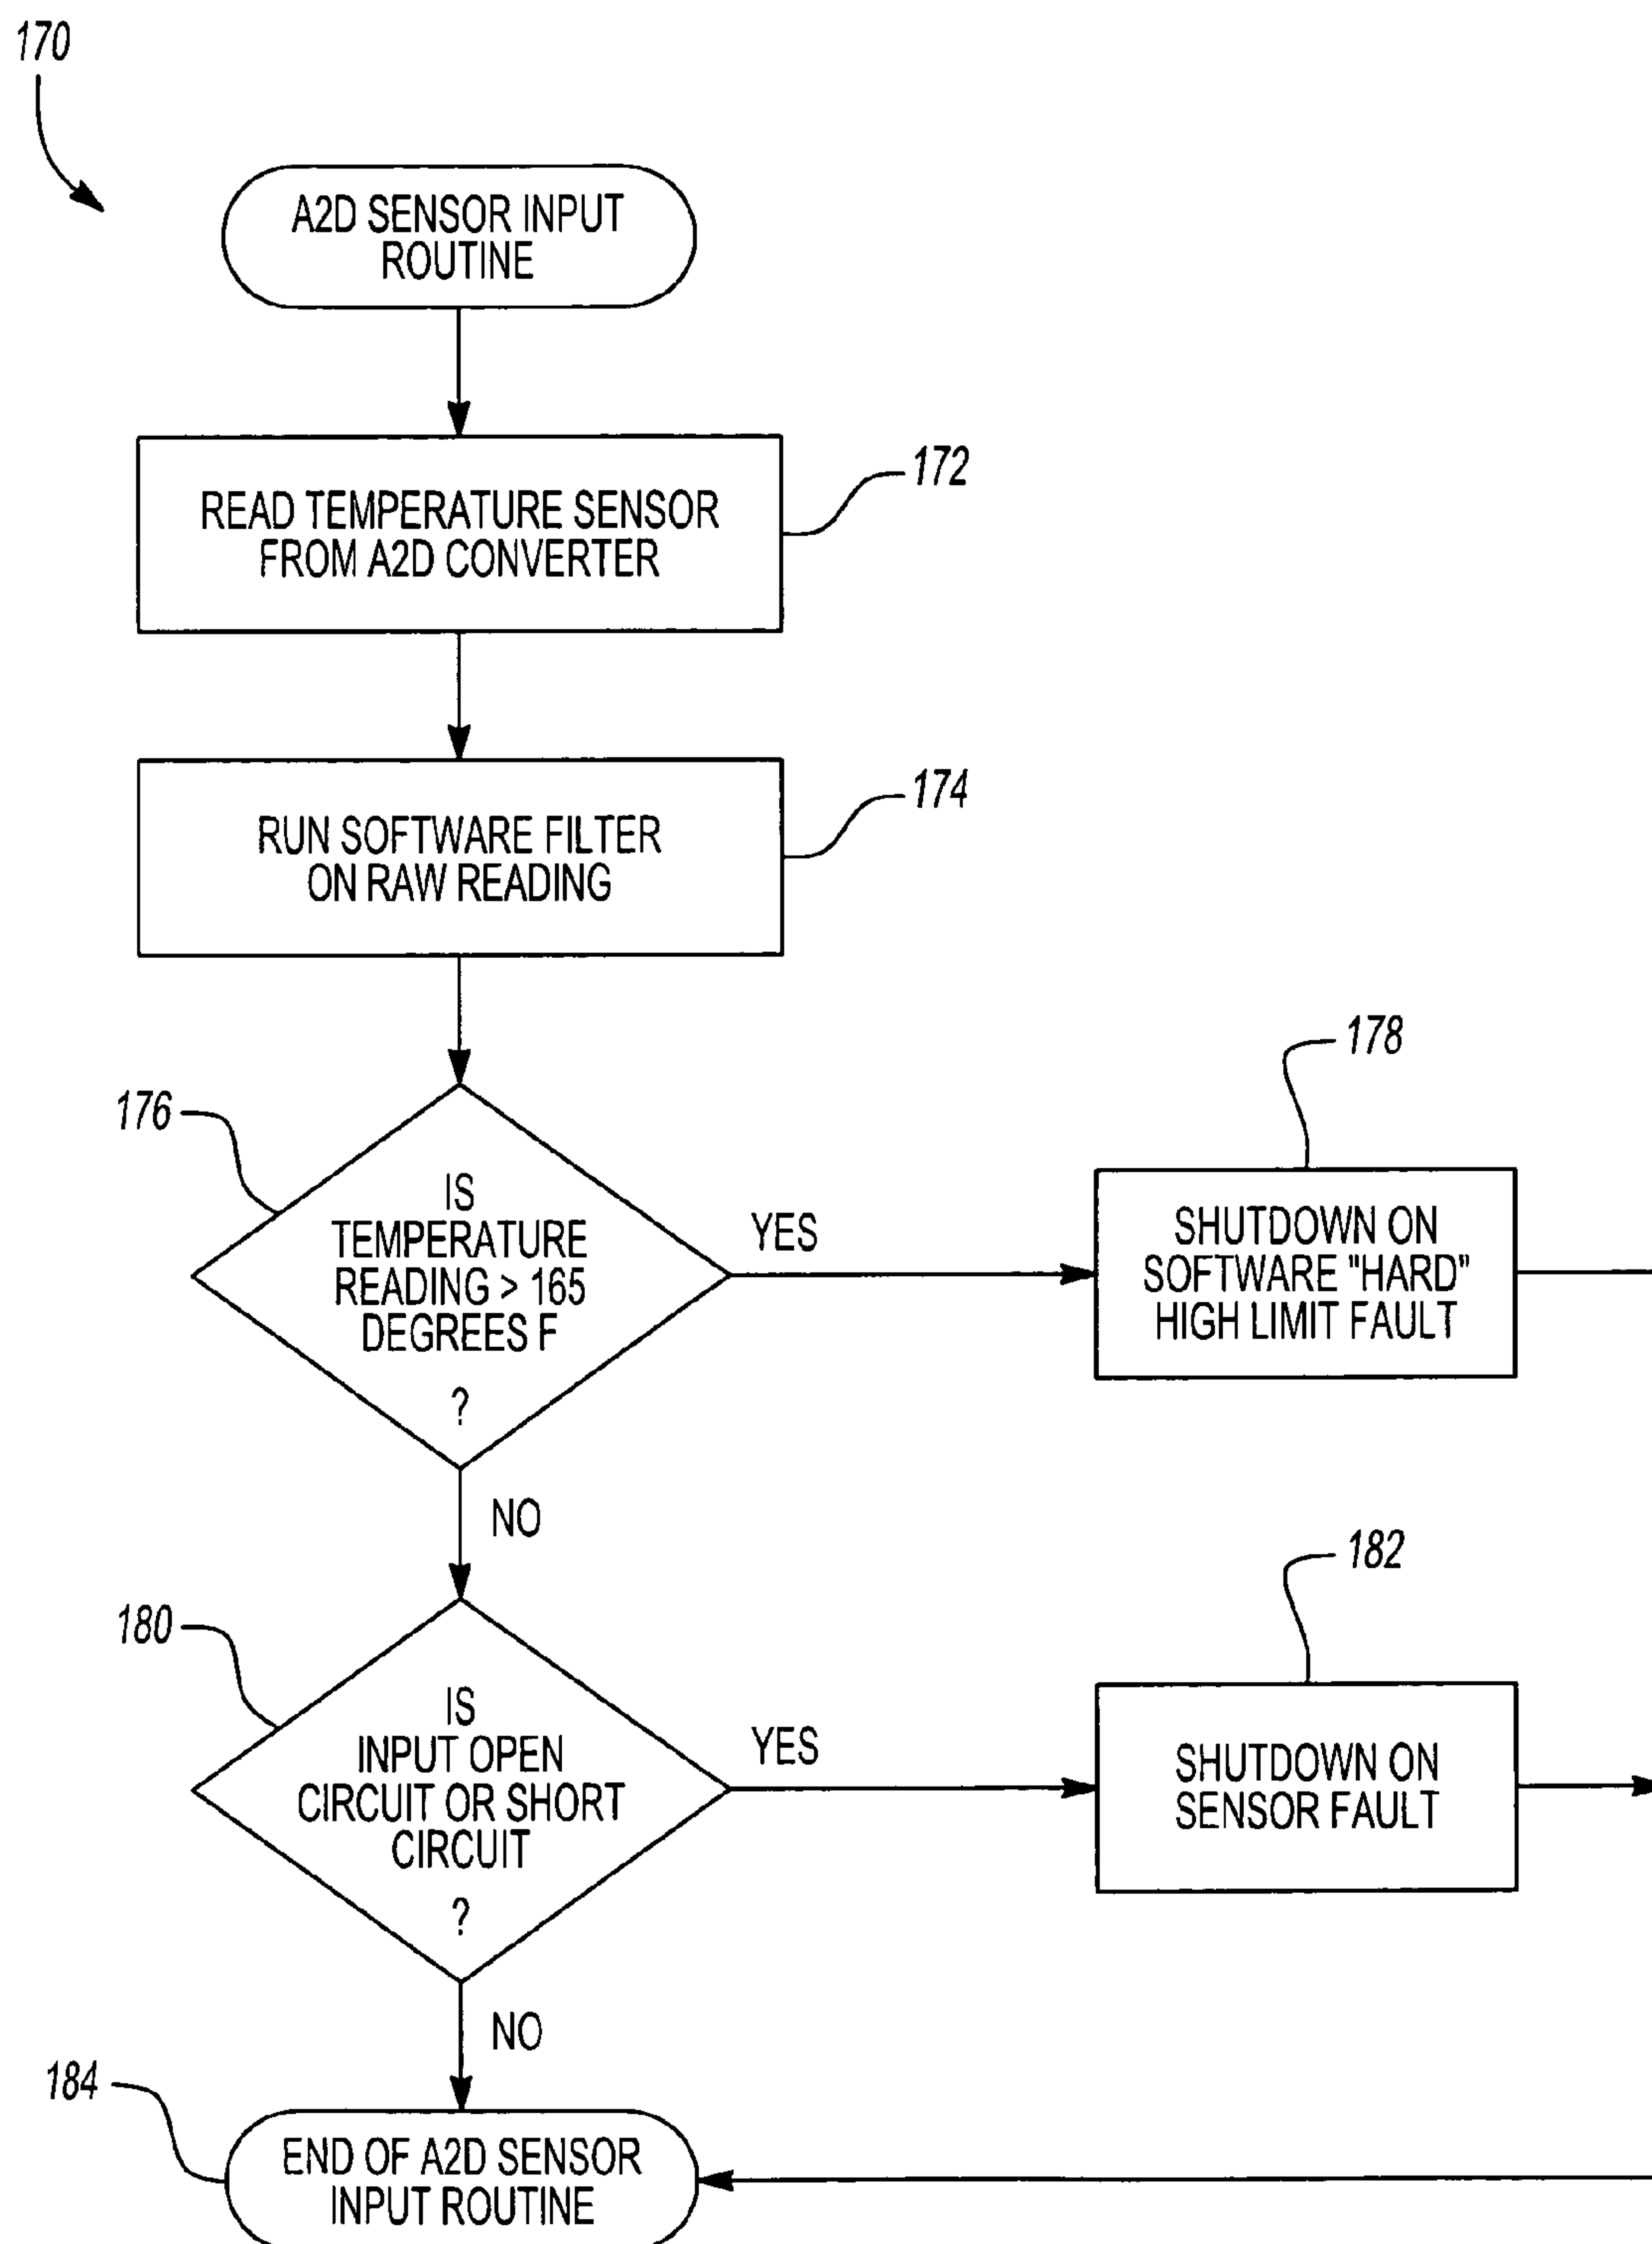 170
A2D SENSOR INPUT
ROUTINE
READ TEMPERATURE SENSOR
FROM A2D CONVERTER
172
RUN SOFTWARE FILTER
ON RAW READING
174
176
IS
TEMPERATURE
READING > 165
DEGREES F
?
YES
178
SHUTDOWN ON
SOFTWARE "HARD"
HIGH LIMIT FAULT
NO
180
IS
INPUT OPEN
CIRCUIT OR SHORT
CIRCUIT
?
YES
182
SHUTDOWN ON
SENSOR FAULT
NO
184
END OF A2D SENSOR
INPUT ROUTINE